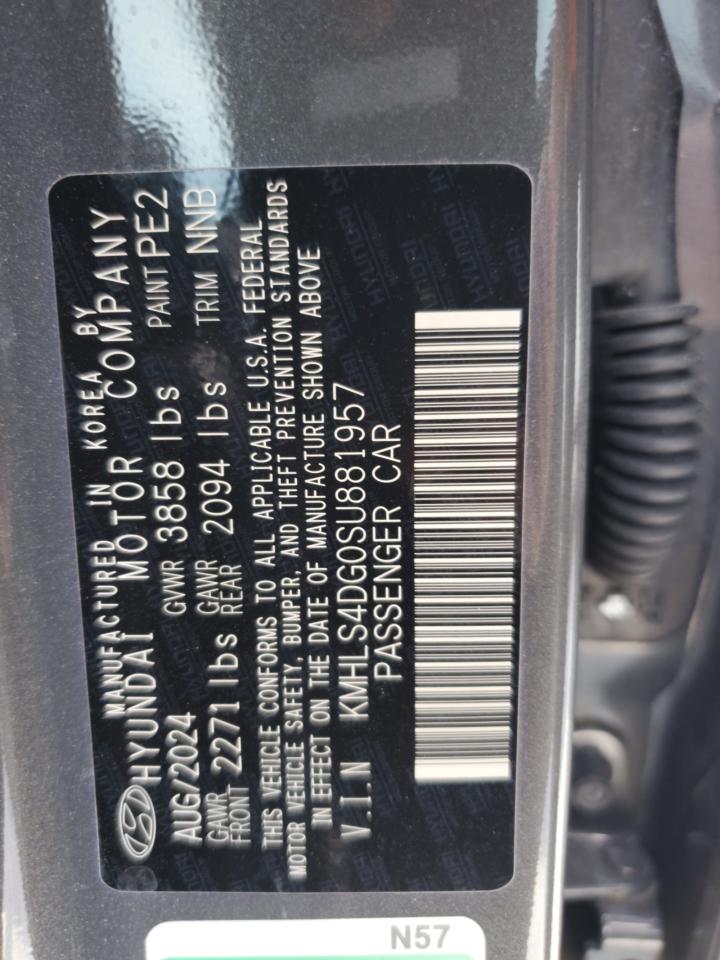 MANUFACTURED IN KOREA BY
HYUNDAI MOTOR COMPANY
AUG/2024 GVWR 3858 lbs PAINT PE2
GAWR FRONT 2271 lbs GAWR REAR 2094 lbs TRIM NNB
THIS VEHICLE CONFORMS TO ALL APPLICABLE U.S.A. FEDERAL
MOTOR VEHICLE SAFETY, BUMPER, AND THEFT PREVENTION STANDARDS
IN EFFECT ON THE DATE OF MANUFACTURE SHOWN ABOVE
V.I.N KMHLS4DG0SU881957
PASSENGER CAR
N57